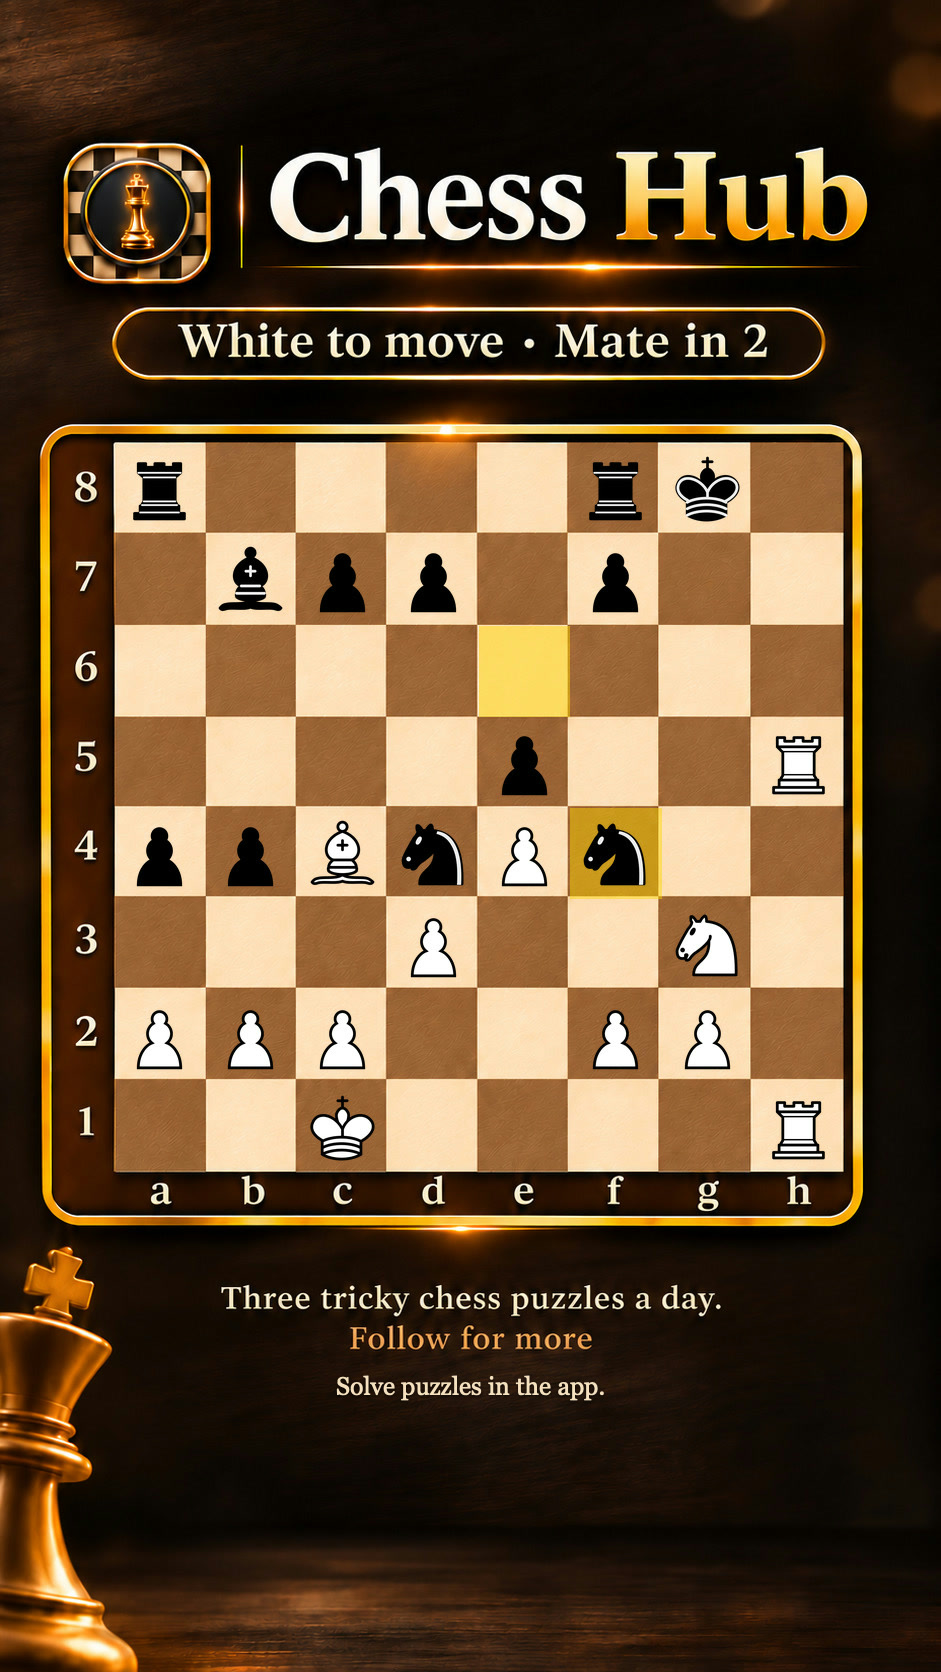 Chess Hub
White to move • Mate in 2
8
7
6
5
4
3
2
1
a b c d e f g h
Three tricky chess puzzles a day.
Follow for more
Solve puzzles in the app.